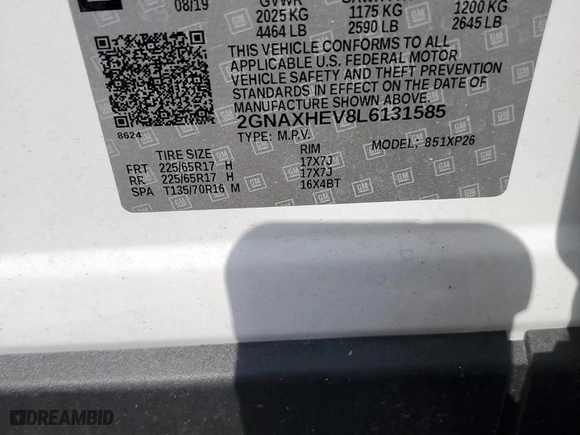 GM
08/19 GVWR
2025 KG 1175 KG 1200 KG
4464 LB 2590 LB 2645 LB
THIS VEHICLE CONFORMS TO ALL
APPLICABLE U.S. FEDERAL MOTOR
VEHICLE SAFETY AND THEFT PREVENTION
STANDARDS IN EFFECT ON THE DATE OF
MANUFACTURE SHOWN ABOVE.
2GNAXHEV8L6131585
8624 TYPE: M.P.V. MODEL: 851XP26
TIRE SIZE RIM
FRT 225/65R17 H 17X7J
RR 225/65R17 H 17X7J
SPA T135/70R16 M 16X4BT
DREAMBID